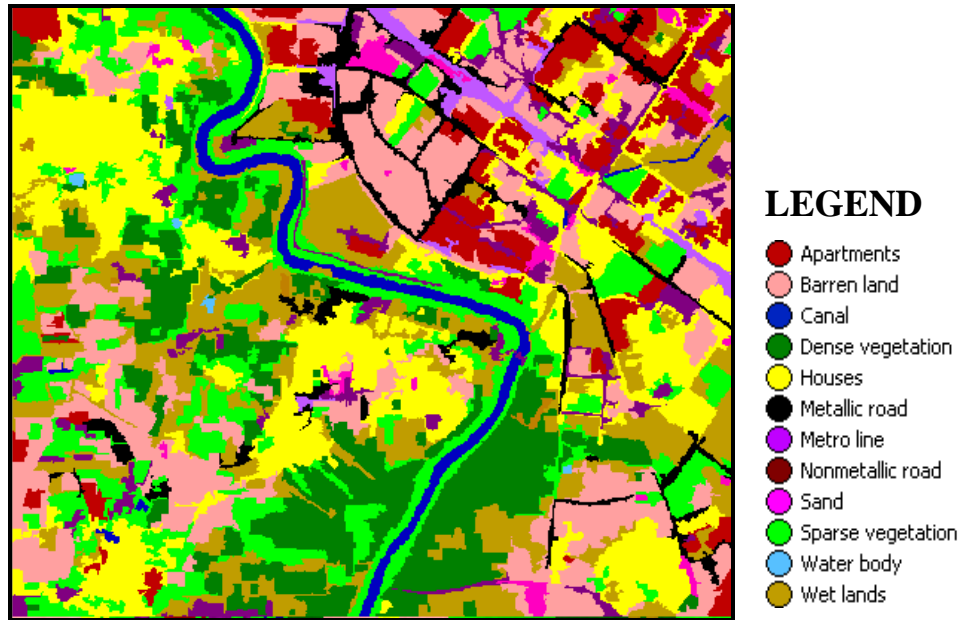 LEGEND
Apartments
Barren land
Canal
Dense vegetation
Houses
Metallic road
Metro line
Nonmetallic road
Sand
Sparse vegetation
Water body
Wet lands